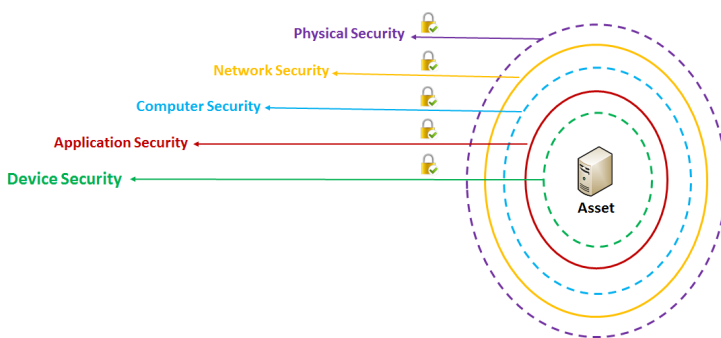 Physical Security
Network Security
Computer Security
Application Security
Device Security
Asset